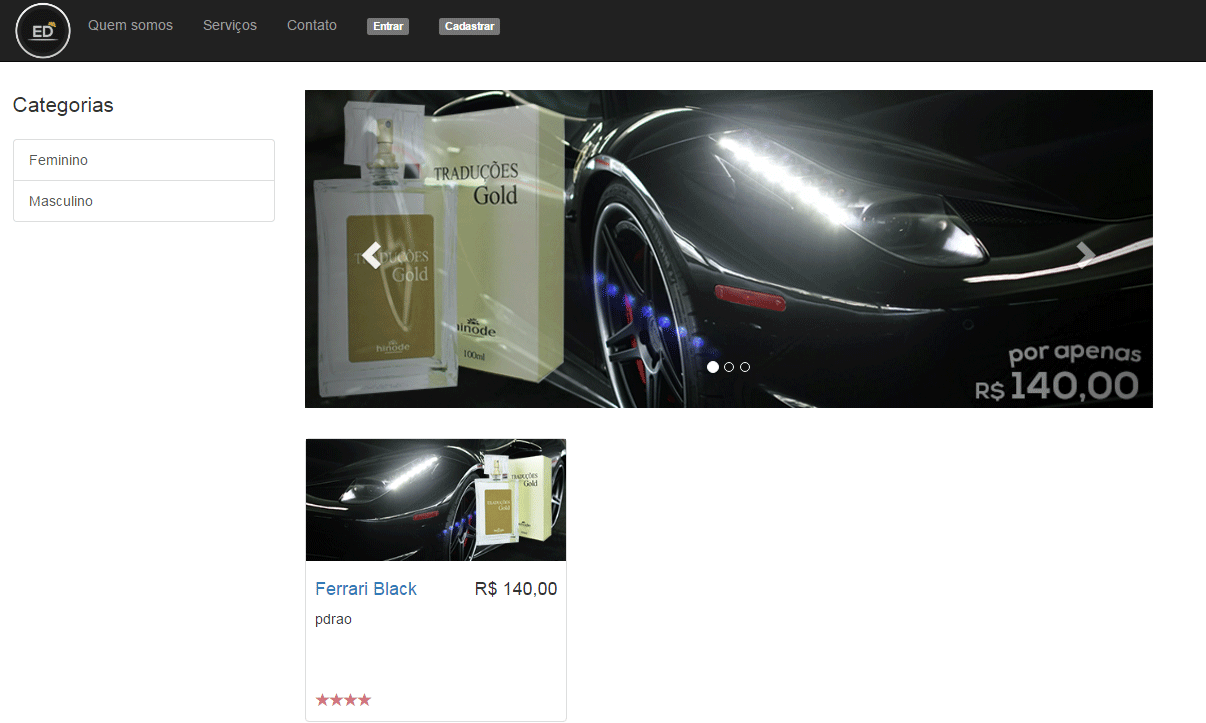 ED
Quem somos
Serviços
Contato
Entrar
Cadastrar
Categorias
Feminino
Masculino
TRADUÇÕES
Gold
TRADUÇÕES
Gold
hinode
hinode
100ml
por apenas
R$ 140,00
TRADUÇÕES
Gold
TRADUÇÕES
Gold
hinode
Ferrari Black
R$ 140,00
pdrao